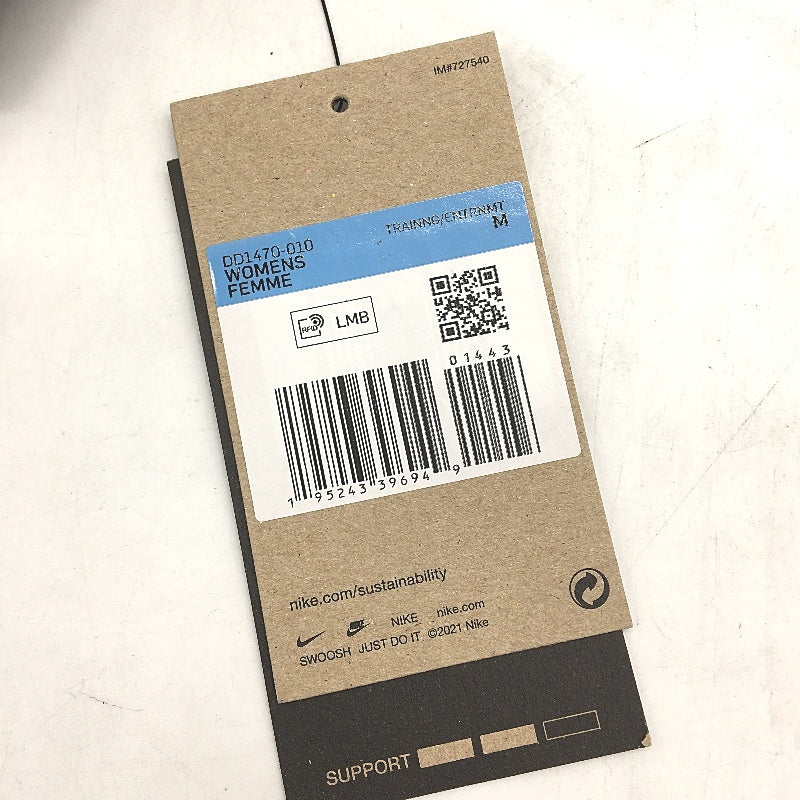 IM#727540
DD1470-010
TRAINNG/CNTRNMT
WOMENS
M
FEMME
RFID
LMB
01443
1 95243 39694 9
nike.com/sustainability
NIKE nike.com
SWOOSH JUST DO IT ©2021 Nike
SUPPORT